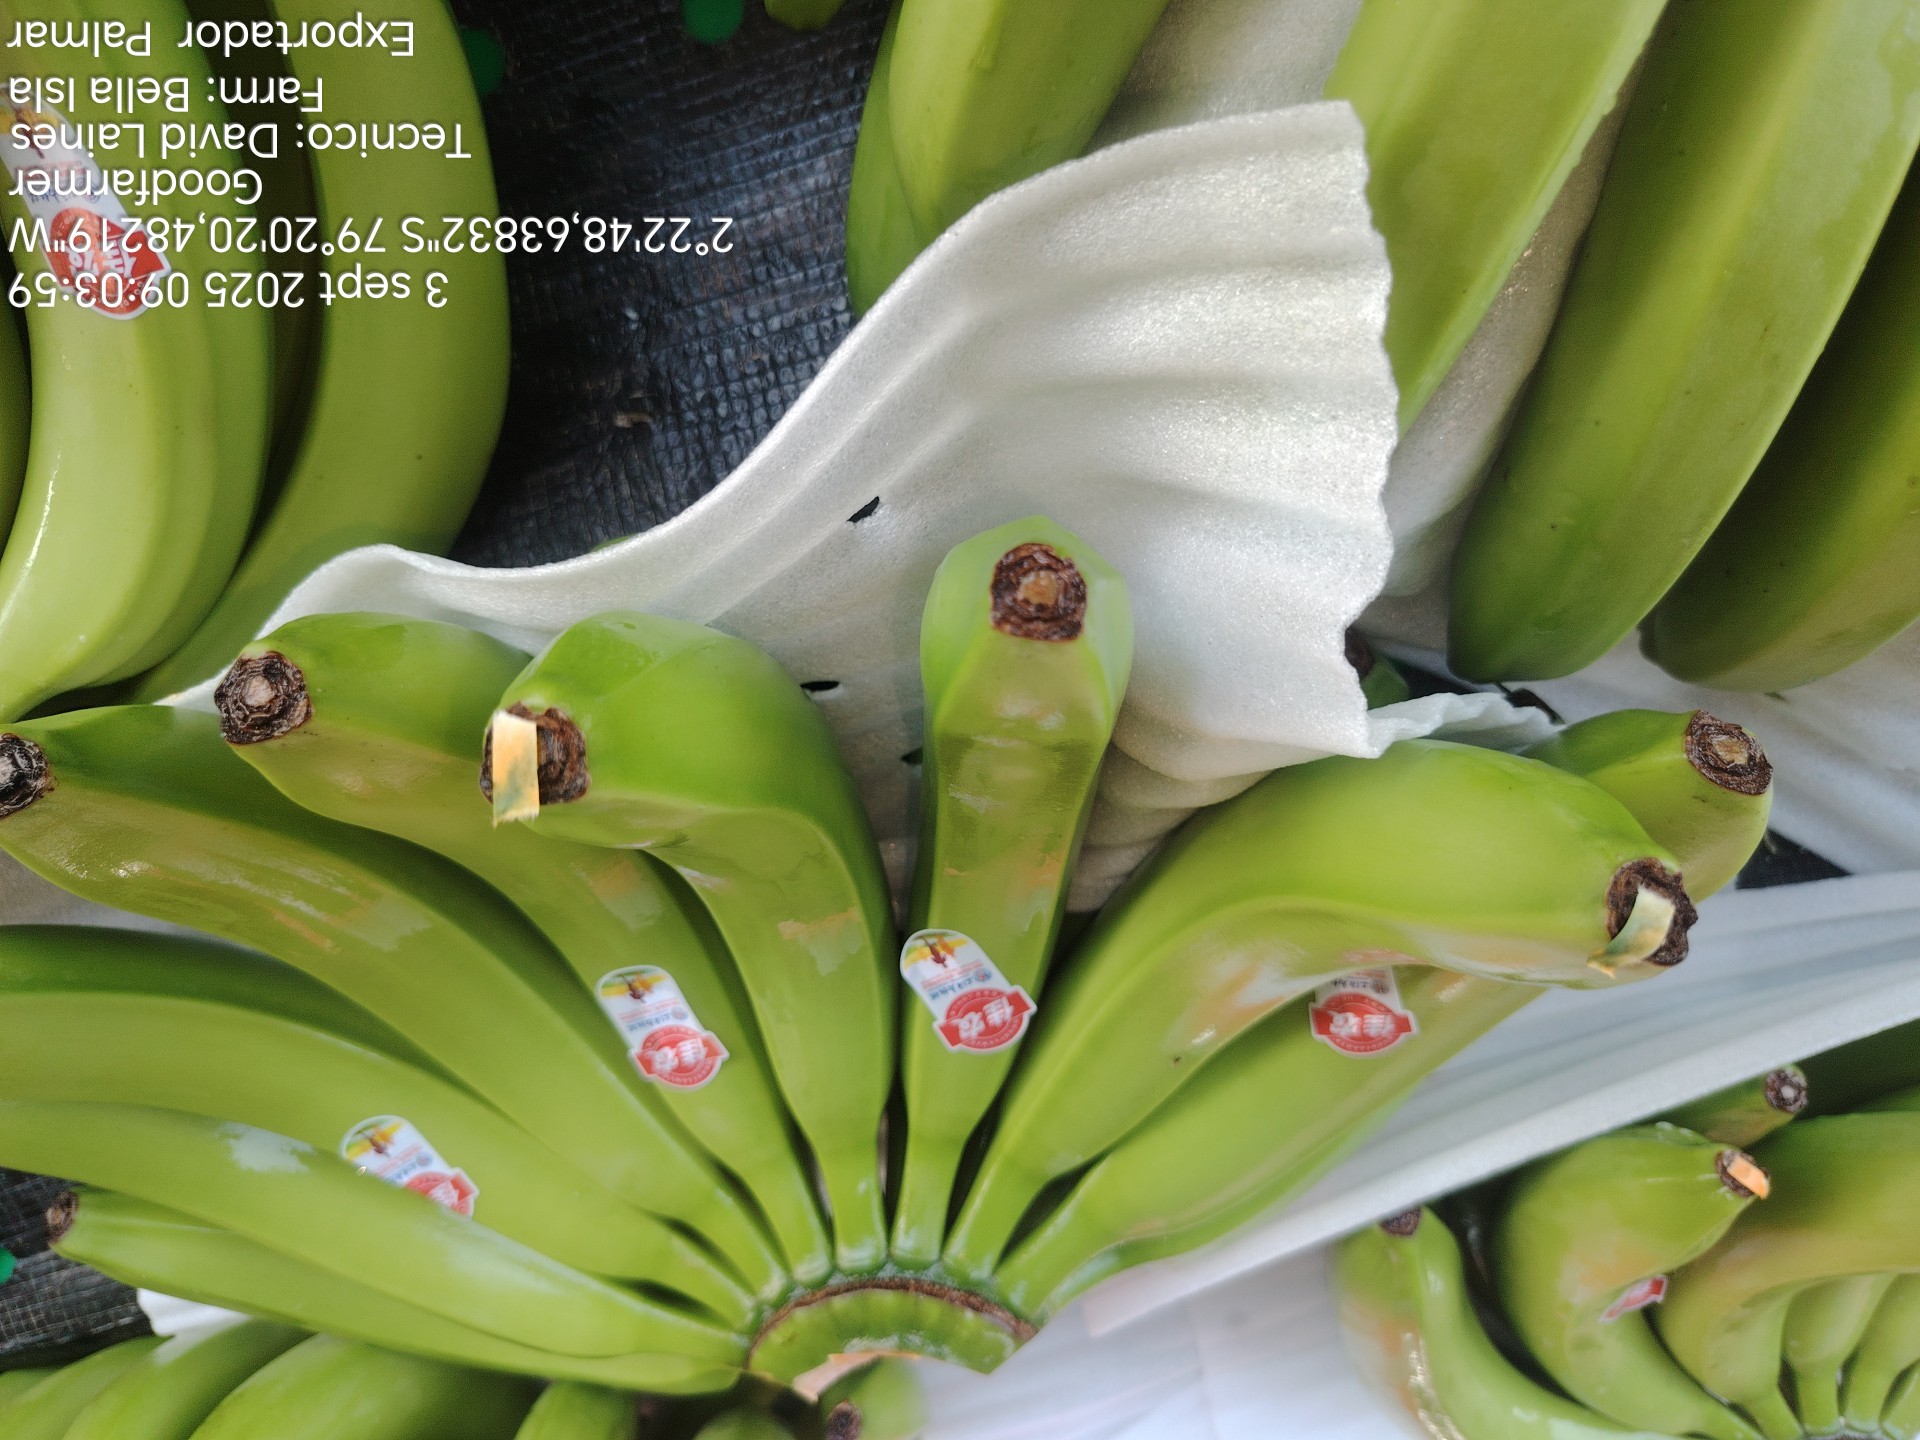 佳农
佳农
佳农
佳农
3 sept 2025 09:03:59
2°22'48,63832"S 79°20'20,48219"W
Goodfarmer
Tecnico: David Laines
Farm: Bella Isla
Exportador Palmar